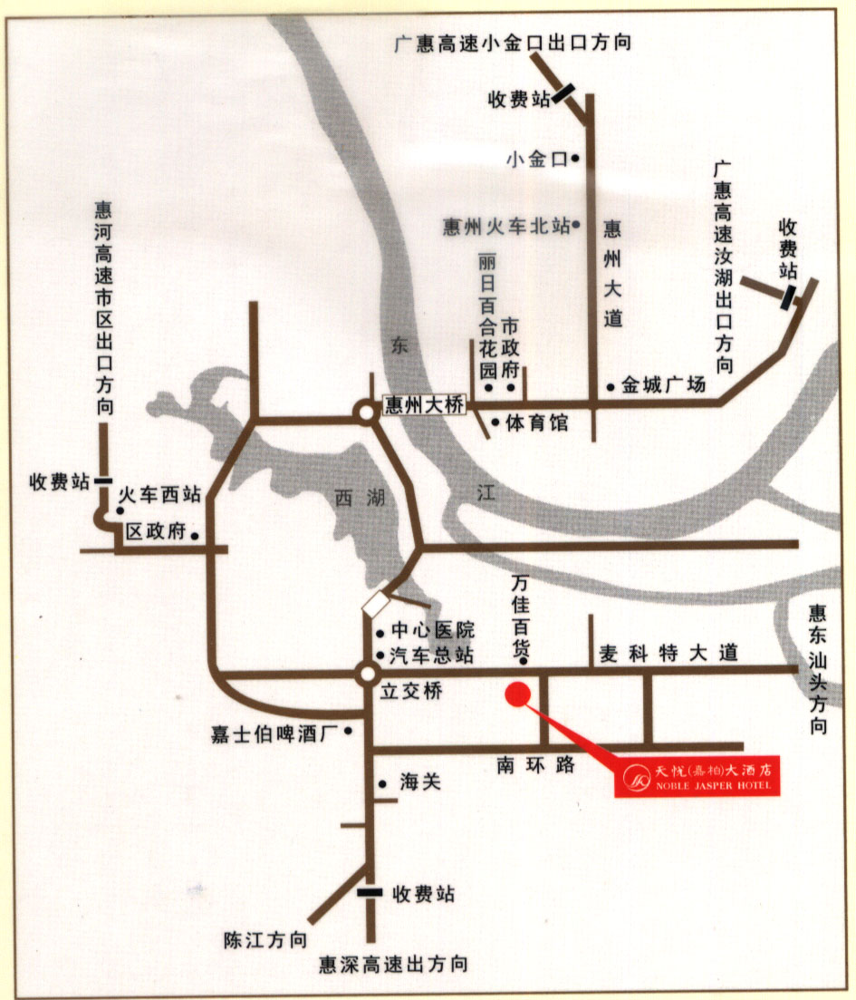 广惠高速小金口出口方向
收费站
小金口
惠州火车北站
惠州大道
广惠高速汝湖出口方向
收费站
惠河高速市区出口方向
丽日百合花园
市政府
东
金城广场
惠州大桥
体育馆
收费站
火车西站
西湖
江
区政府
万佳百货
中心医院
汽车总站
麦科特大道
惠东汕头方向
立交桥
嘉士伯啤酒厂
南环路
天悦(嘉柏)大酒店
NOBLE JASPER HOTEL
海关
收费站
陈江方向
惠深高速出方向